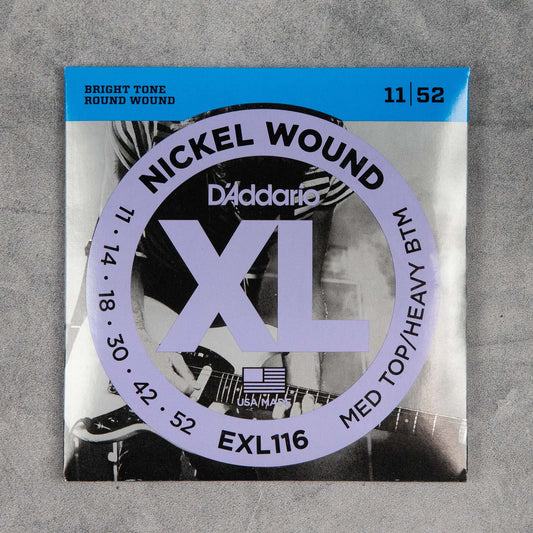 BRIGHT TONE
ROUND WOUND
11|52
NICKEL WOUND
D'Addario
XL
11 · 14 · 18 · 30 · 42 · 52
USA/MADE
EXL116
MED TOP/HEAVY BTM